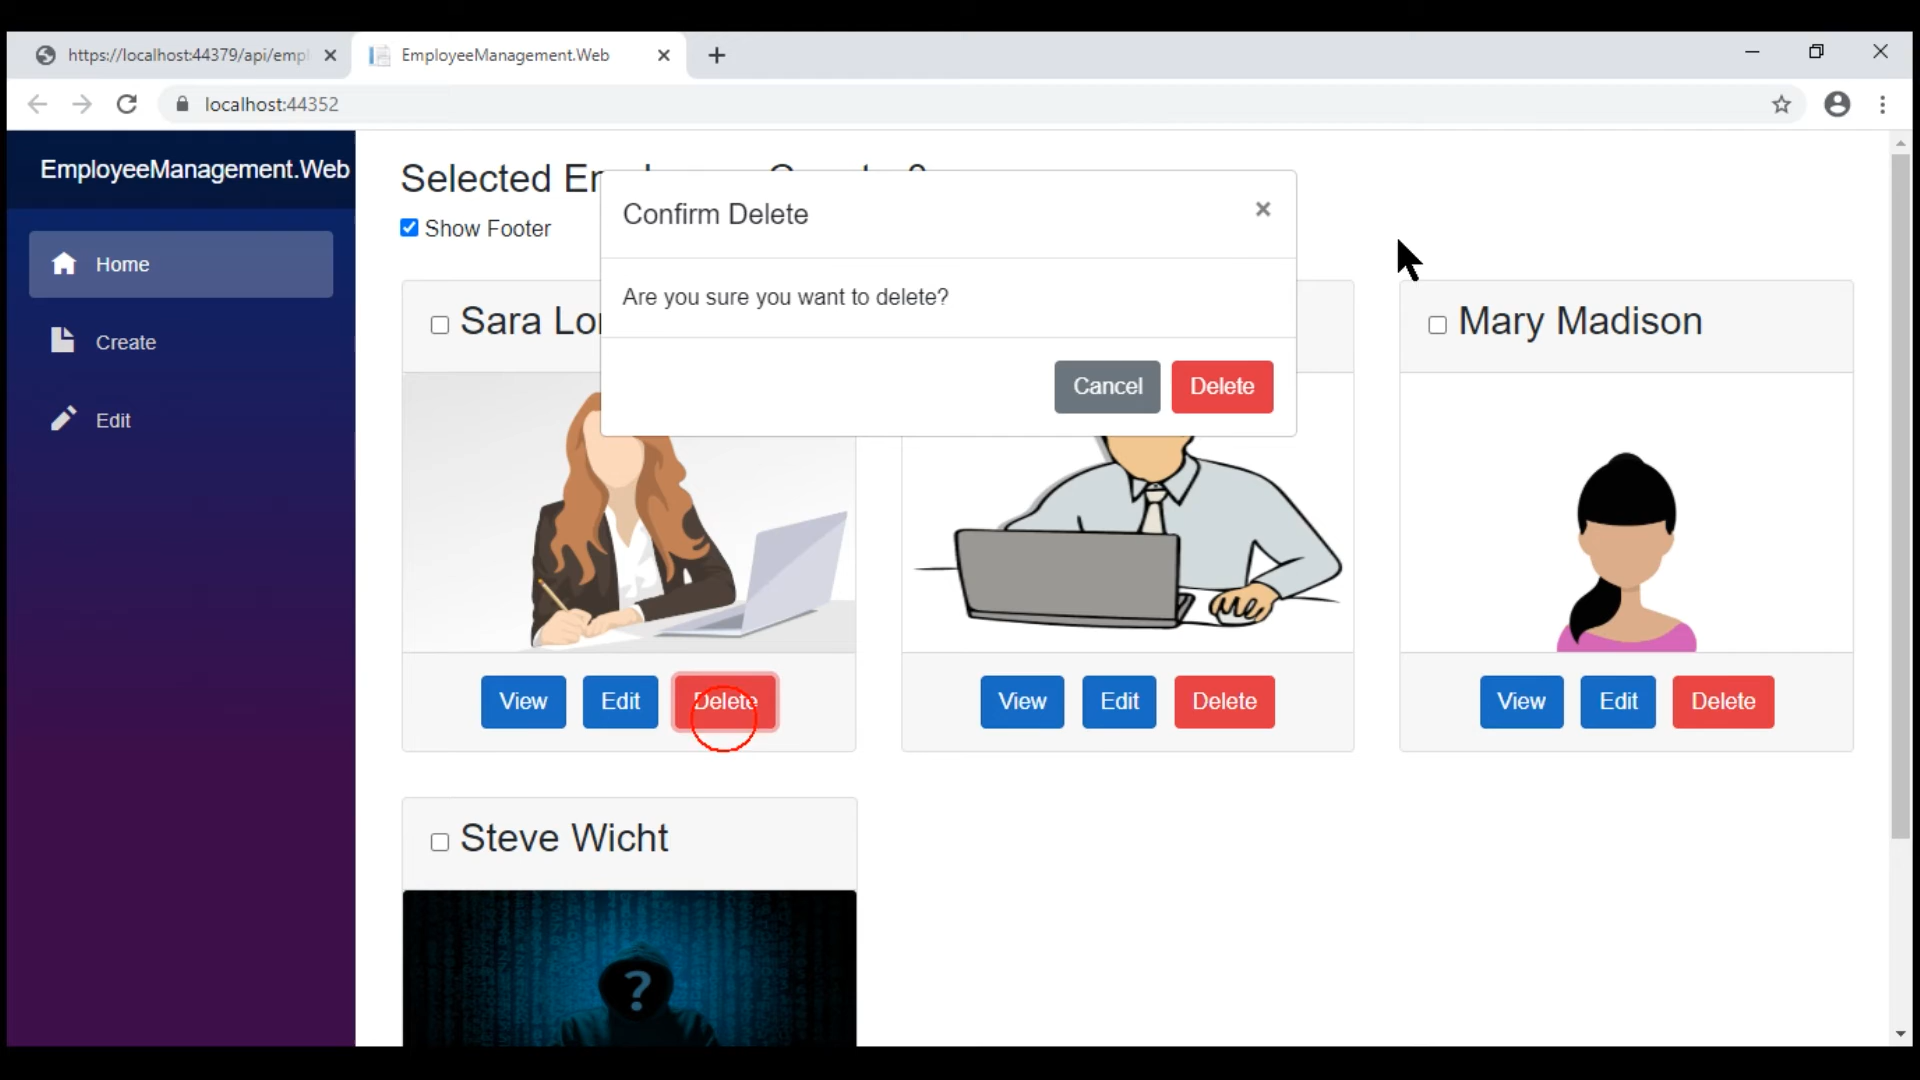 https://localhost:44379/api/empl
EmployeeManagement.Web
localhost:44352
EmployeeManagement.Web
Home
Create
Edit
Selected
Show Footer
Confirm Delete
×
Are you sure you want to delete?
Cancel Delete
Sara
Mary Madison
View Edit Delete
View Edit Delete
View Edit Delete
Steve Wicht
?